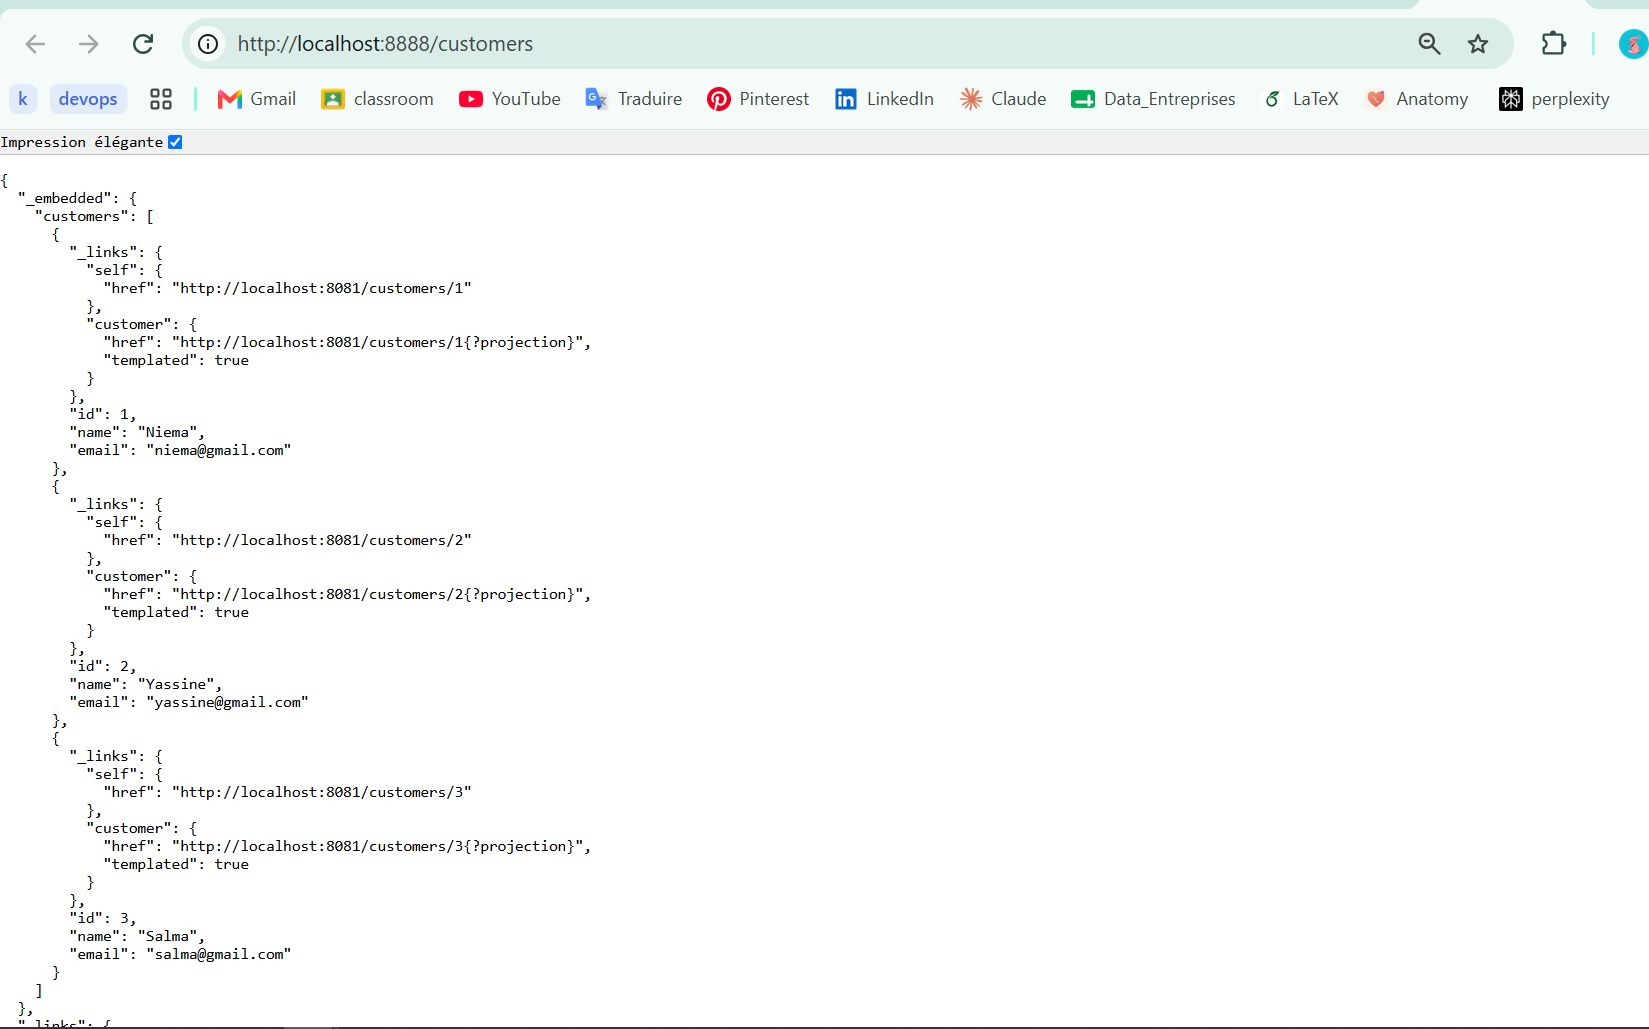 http://localhost:8888/customers
k devops Gmail classroom YouTube Traduire Pinterest LinkedIn Claude Data_Entreprises LaTeX Anatomy perplexity
Impression élégante
{
  "_embedded": {
    "customers": [
      {
        "_links": {
          "self": {
            "href": "http://localhost:8081/customers/1"
          },
          "customer": {
            "href": "http://localhost:8081/customers/1{?projection}",
            "templated": true
          }
        },
        "id": 1,
        "name": "Niema",
        "email": "niema@gmail.com"
      },
      {
        "_links": {
          "self": {
            "href": "http://localhost:8081/customers/2"
          },
          "customer": {
            "href": "http://localhost:8081/customers/2{?projection}",
            "templated": true
          }
        },
        "id": 2,
        "name": "Yassine",
        "email": "yassine@gmail.com"
      },
      {
        "_links": {
          "self": {
            "href": "http://localhost:8081/customers/3"
          },
          "customer": {
            "href": "http://localhost:8081/customers/3{?projection}",
            "templated": true
          }
        },
        "id": 3,
        "name": "Salma",
        "email": "salma@gmail.com"
      }
    ]
  },
  "_links": {